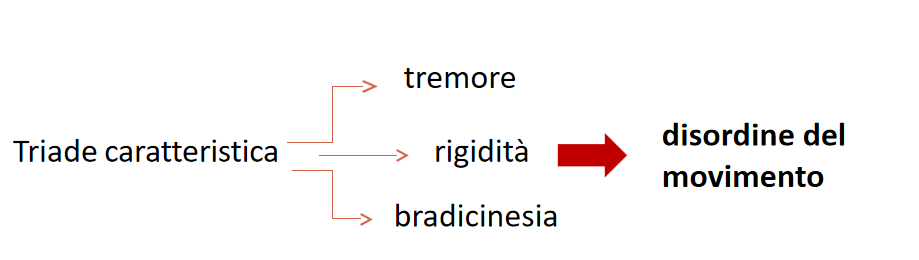 tremore
Triade caratteristica
rigidità
disordine del
movimento
bradicinesia